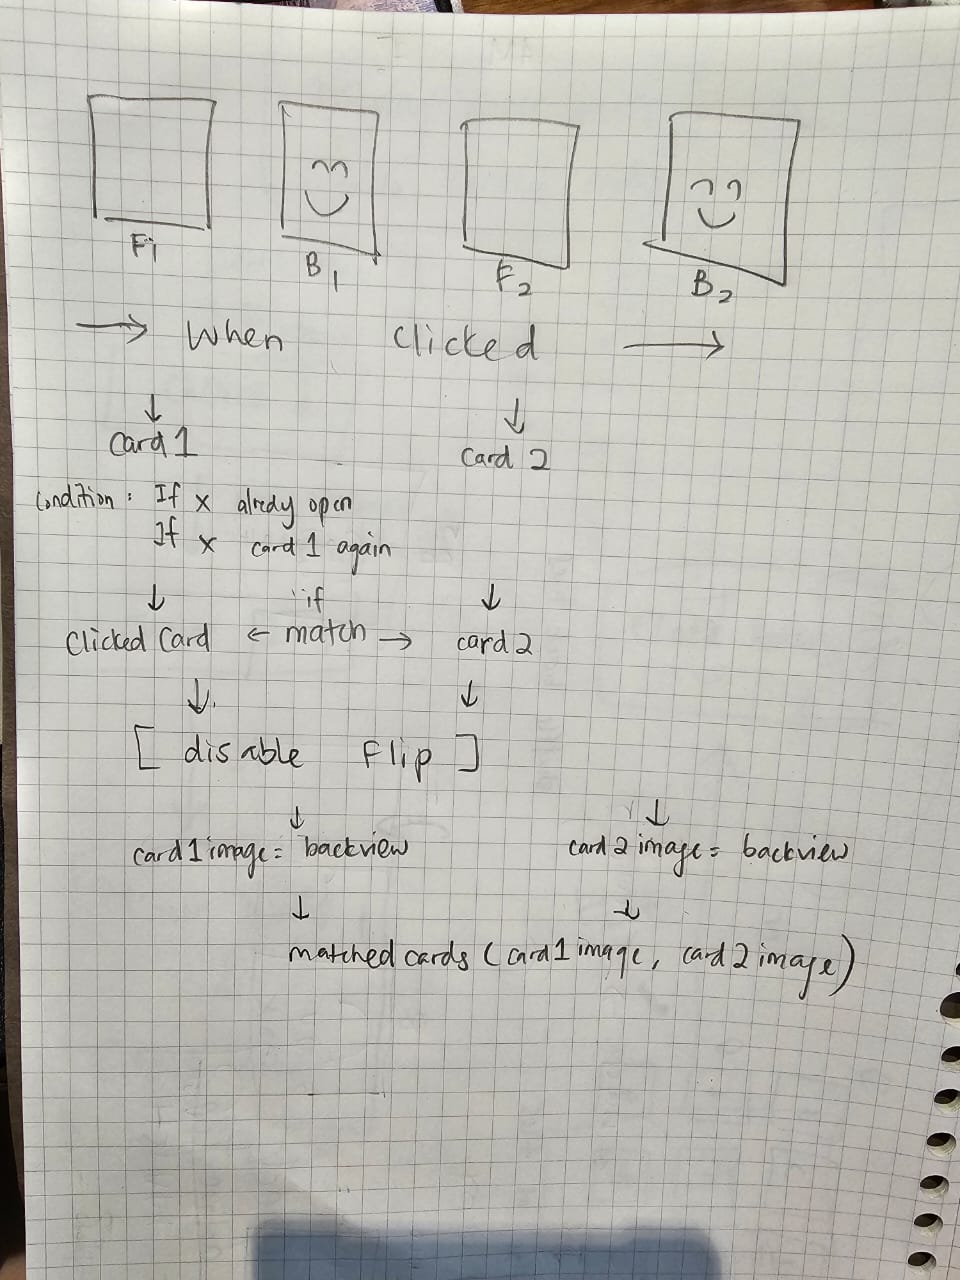 F1 B1 F2 B2
→ When clicked →
↓ ↓
Card 1 Card 2
Condition: If x alredy open
If x card 1 again
↓ if ↓
Clicked Card ← match → card 2
↓ ↓
[ disable Flip ]
↓ ↓
card 1 image = backview card 2 image = backview
↓ ↓
matched cards (card 1 image, card 2 image)